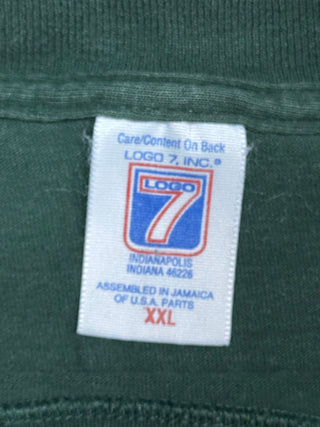 Care/Content On Back
LOGO 7, INC.®
LOGO
7
INDIANAPOLIS
INDIANA 46226
ASSEMBLED IN JAMAICA
OF U.S.A. PARTS
XXL